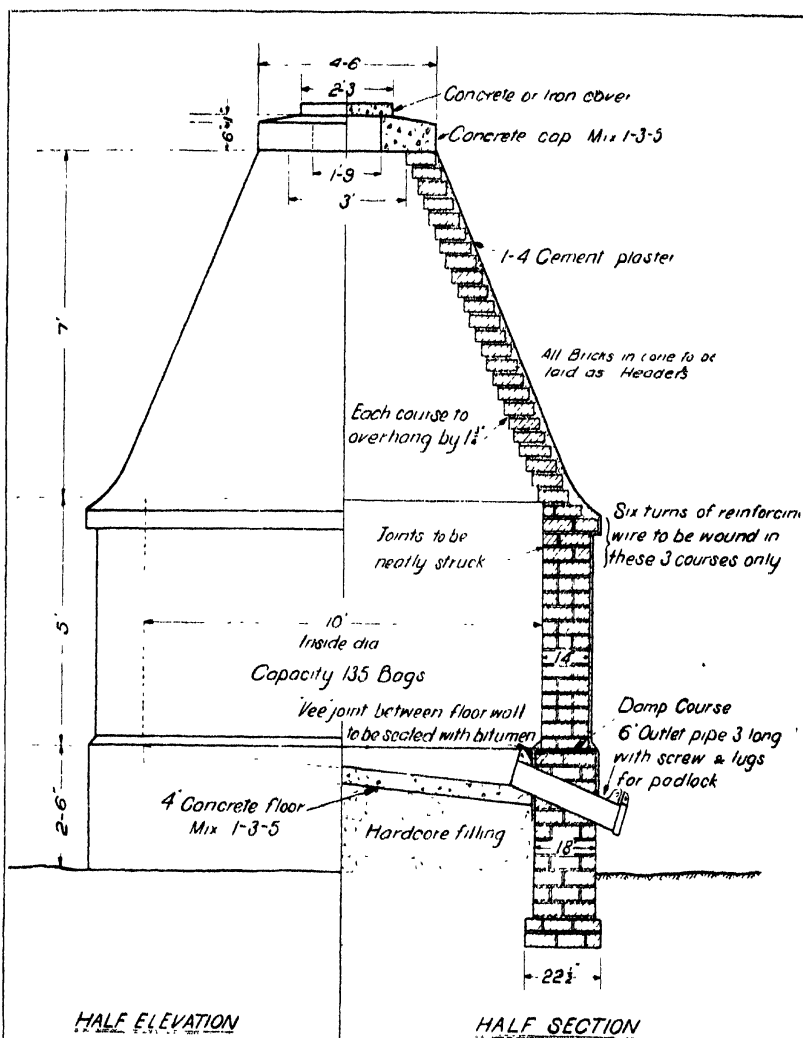 4-6
2'3
Concrete or Iron cover
6"
Concrete cap Mix 1-3-5
1-9
3'
1-4 Cement plaster
7'
All Bricks in cone to be
laid as Headers
Each course to
overhang by 1¼"
Six turns of reinforcin
wire to be wound in
these 3 courses only
Joints to be
neatly struck
5'
10'
Inside dia
14"
Capacity 135 Bags
"Vee" joint between floor wall
to be sealed with bitumen
Damp Course
6" Outlet pipe 3 long
with screw & lugs
for padlock
2-6"
4" Concrete floor
Mix 1-3-5
Hardcore filling
18"
22½"
HALF ELEVATION
HALF SECTION